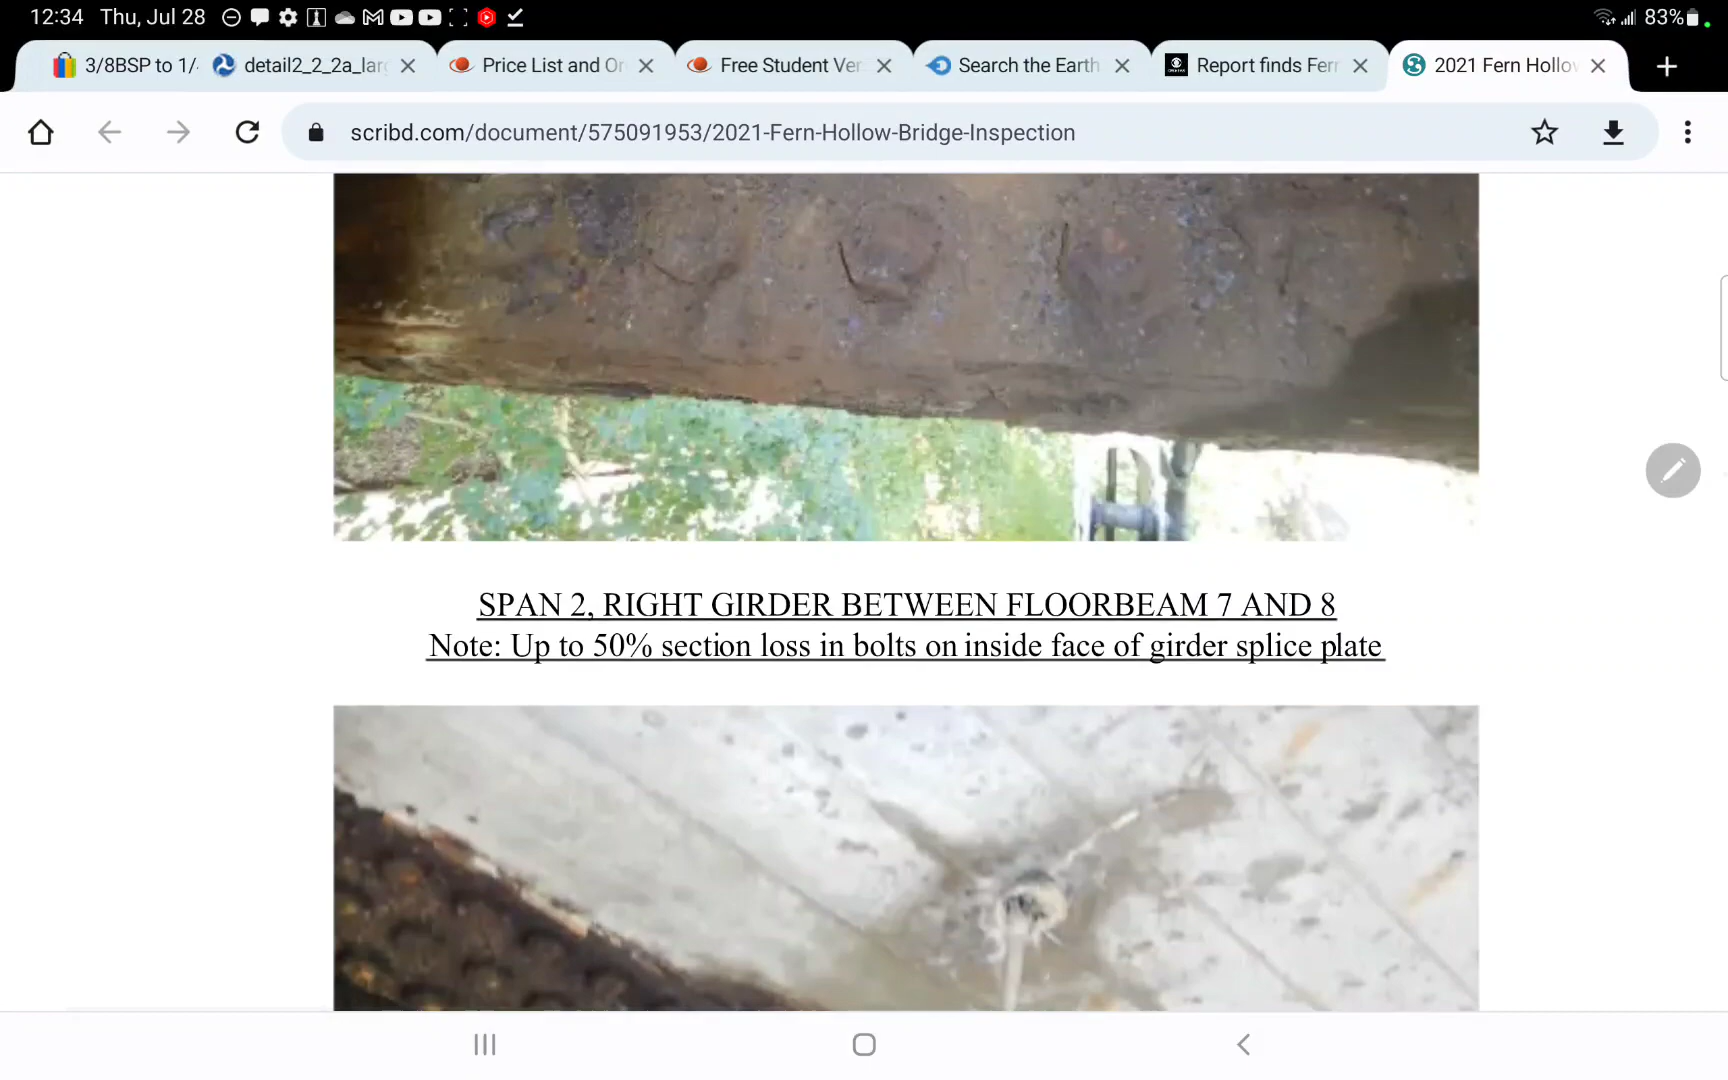 12:34 Thu, Jul 28
83%
3/8BSP to 1/
detail2_2_2a_lar
Price List and Or
Free Student Ver
Search the Earth
Report finds Fern
2021 Fern Hollov
scribd.com/document/575091953/2021-Fern-Hollow-Bridge-Inspection
SPAN 2, RIGHT GIRDER BETWEEN FLOORBEAM 7 AND 8
Note: Up to 50% section loss in bolts on inside face of girder splice plate